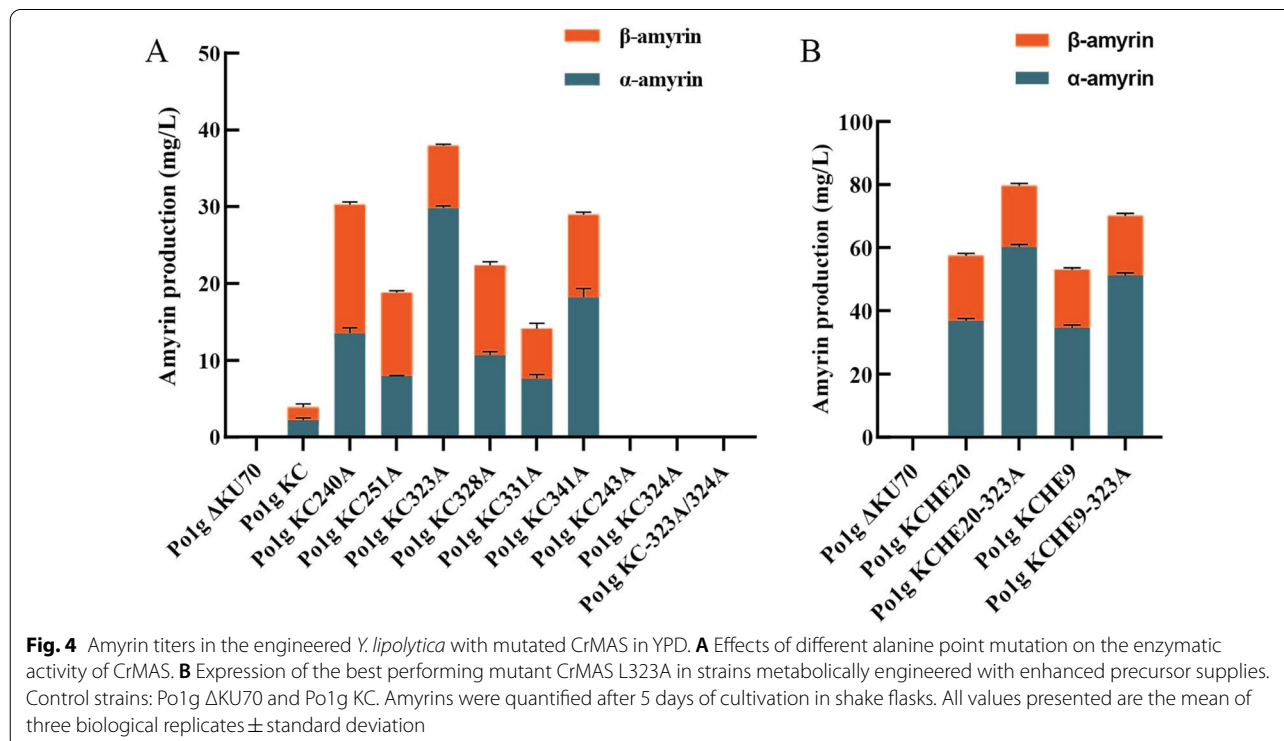 A
β-amyrin
α-amyrin
Amyrin production (mg/L)
50
40
30
20
10
0
Po1g ΔKU70
Po1g KC
Po1g KC240A
Po1g KC251A
Po1g KC323A
Po1g KC328A
Po1g KC331A
Po1g KC341A
Po1g KC243A
Po1g KC324A
Po1g KC-323A/324A
B
β-amyrin
α-amyrin
Amyrin production (mg/L)
100
80
60
40
20
0
Po1g ΔKU70
Po1g KCHE20
Po1g KCHE20-323A
Po1g KCHE9
Po1g KCHE9-323A
Fig. 4 Amyrin titers in the engineered Y. lipolytica with mutated CrMAS in YPD. A Effects of different alanine point mutation on the enzymatic
activity of CrMAS. B Expression of the best performing mutant CrMAS L323A in strains metabolically engineered with enhanced precursor supplies.
Control strains: Po1g ΔKU70 and Po1g KC. Amyrins were quantified after 5 days of cultivation in shake flasks. All values presented are the mean of
three biological replicates ± standard deviation